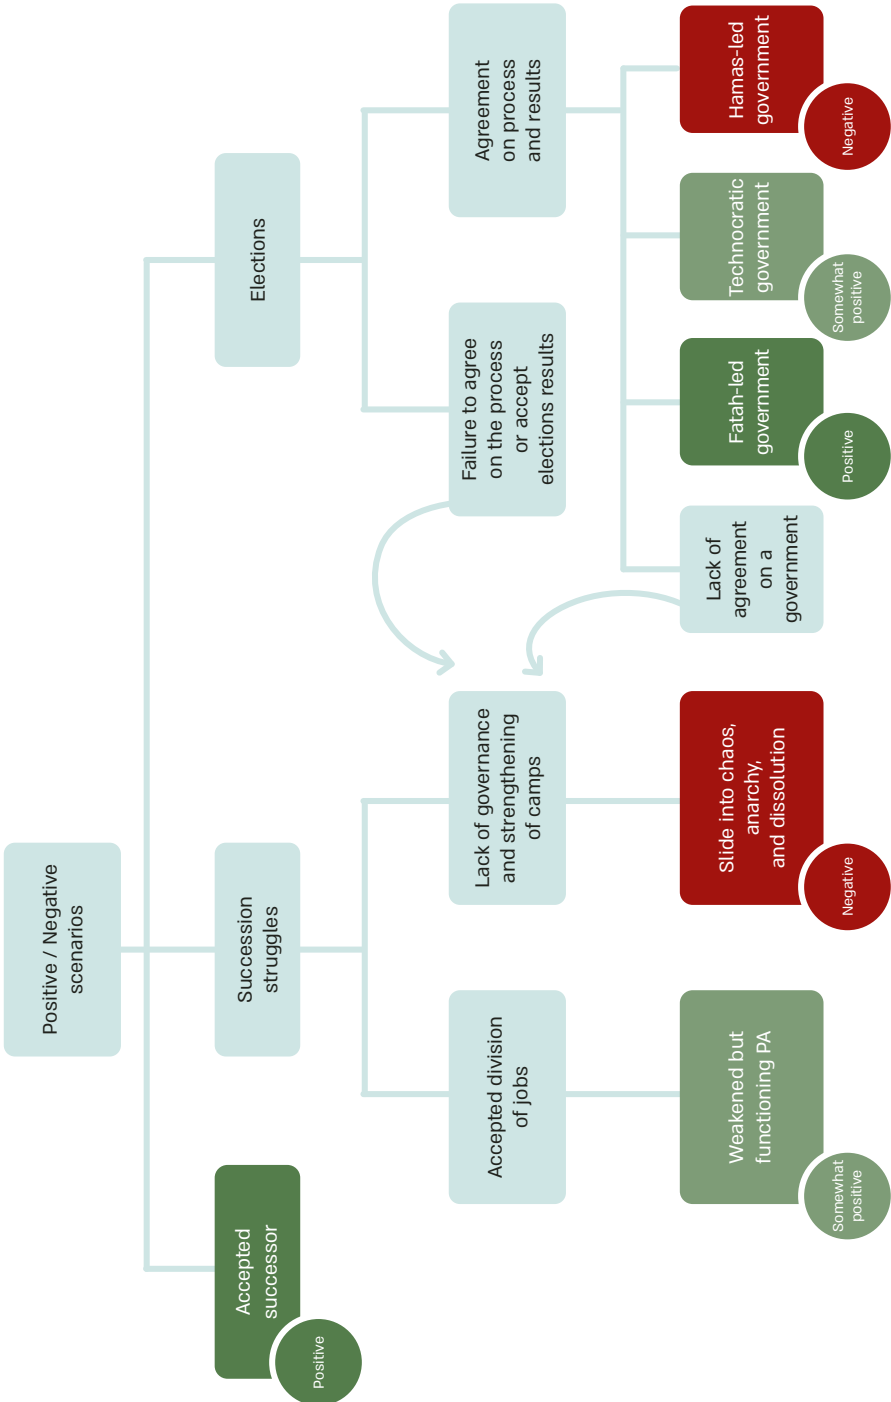 Positive / Negative
scenarios
Accepted
successor
Positive
Succession
struggles
Elections
Accepted division
of jobs
Lack of governance
and strengthening
of camps
Failure to agree
on the process
or accept
elections results
Agreement
on process
and results
Weakened but
functioning PA
Somewhat
positive
Slide into chaos,
anarchy,
and dissolution
Negative
Lack of
agreement
on a
government
Fatah-led
government
Positive
Technocratic
government
Somewhat
positive
Hamas-led
government
Negative